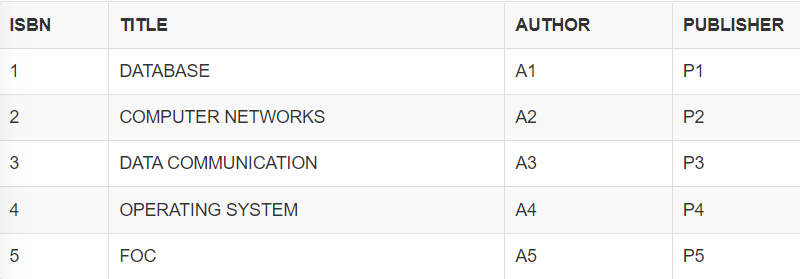 ISBN TITLE AUTHOR PUBLISHER
1 DATABASE A1 P1
2 COMPUTER NETWORKS A2 P2
3 DATA COMMUNICATION A3 P3
4 OPERATING SYSTEM A4 P4
5 FOC A5 P5